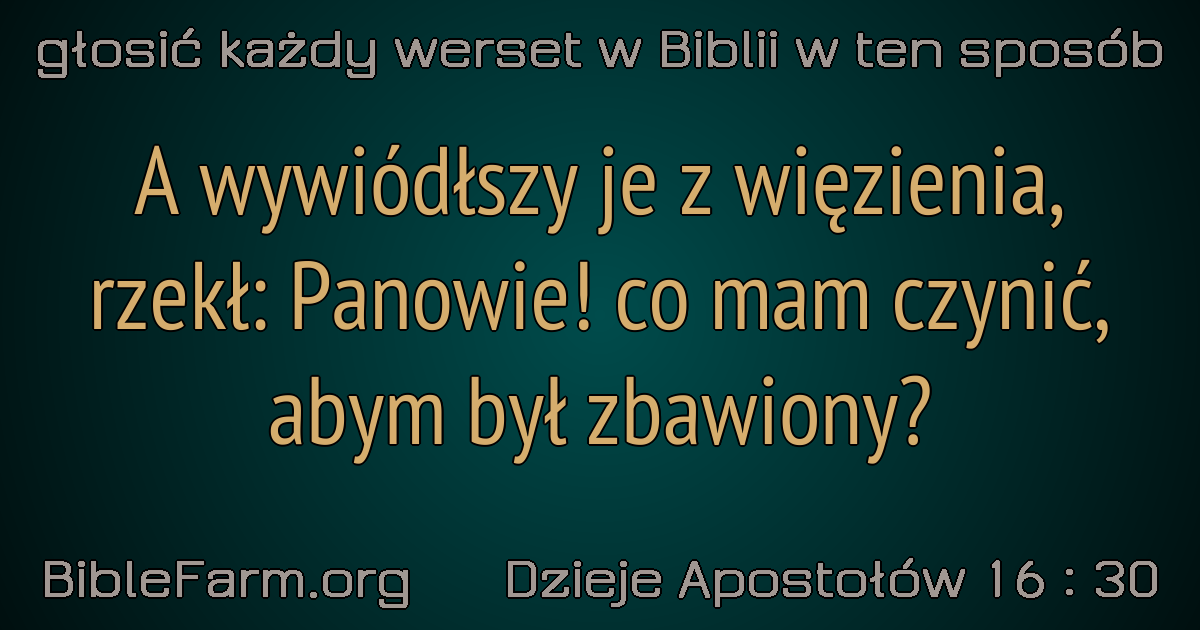 głosić każdy werset w Biblii w ten sposób
A wywiódłszy je z więzienia,
rzekł: Panowie! co mam czynić,
abym był zbawiony?
BibleFarm.org
Dzieje Apostołów 16 : 30